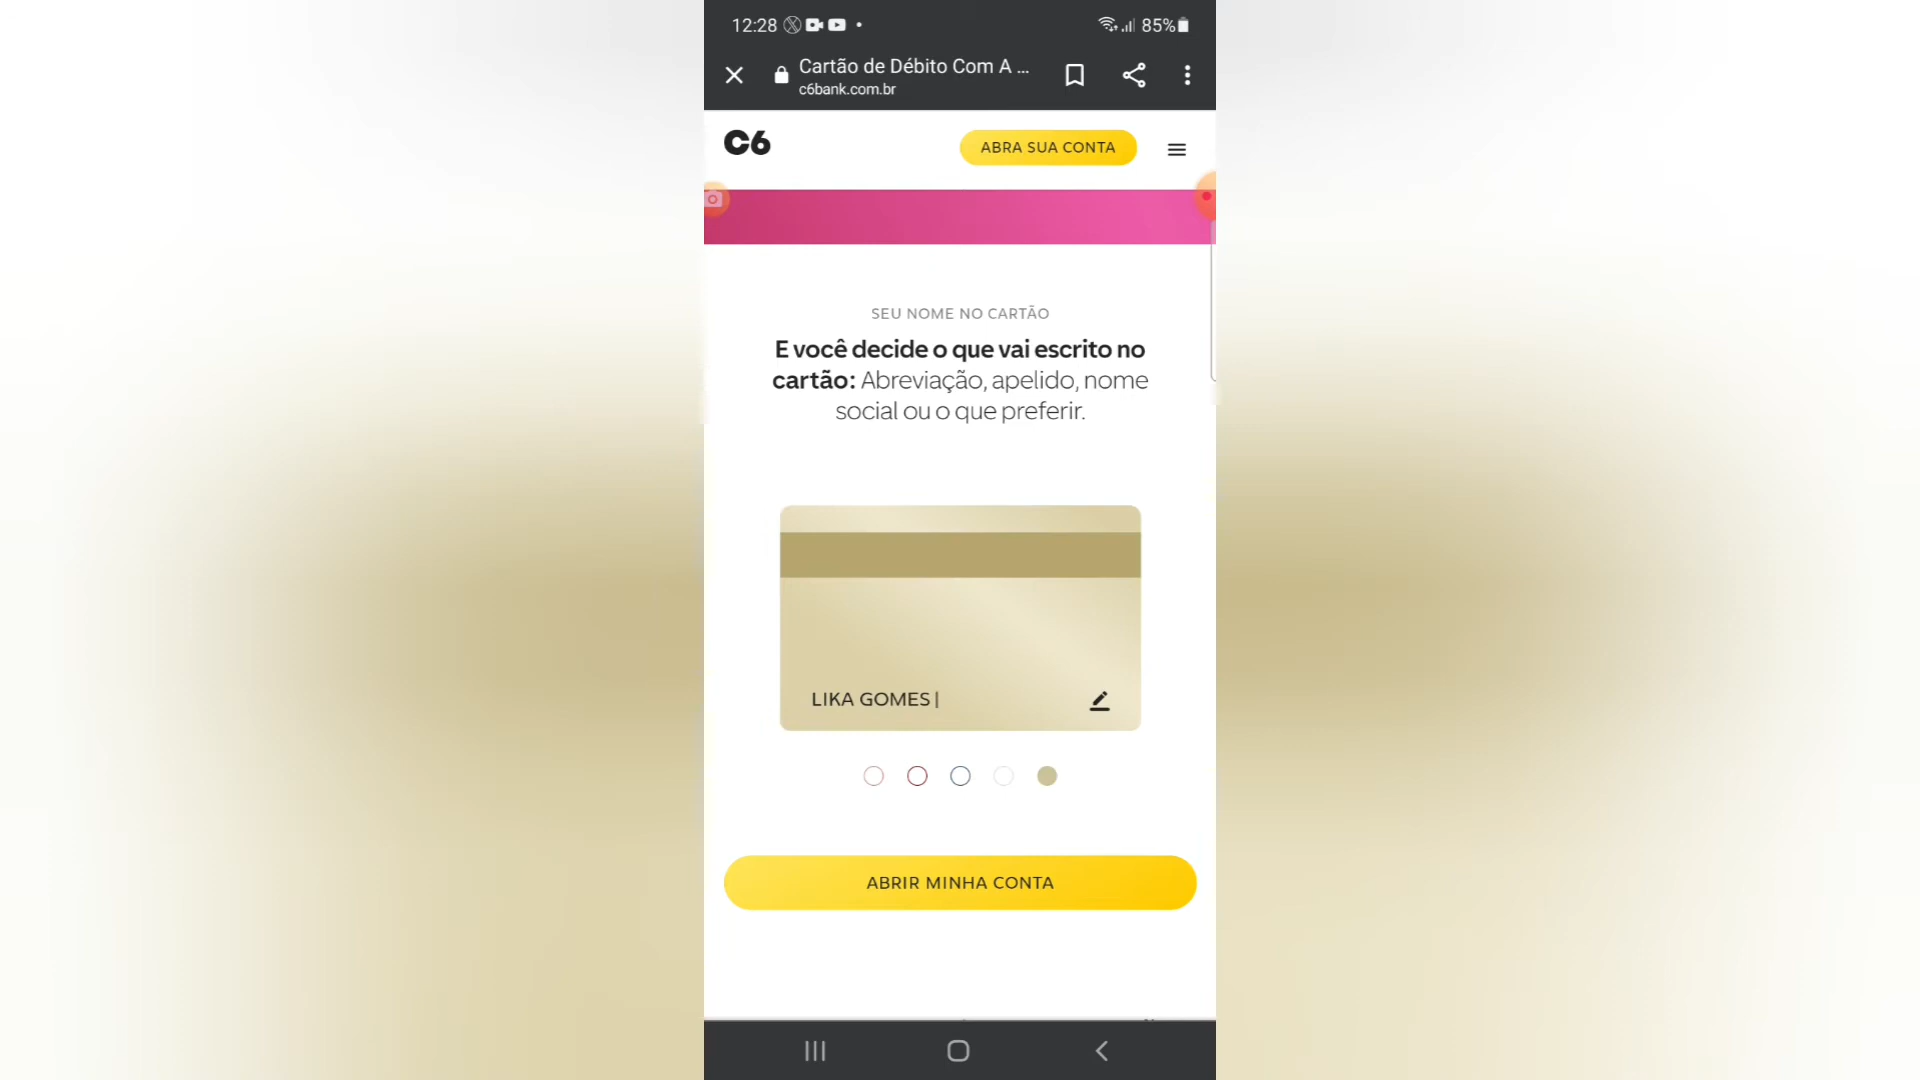 12:28
85%
Cartão de Débito Com A ...
c6bank.com.br
C6
ABRA SUA CONTA
SEU NOME NO CARTÃO
E você decide o que vai escrito no
cartão: Abreviação, apelido, nome
social ou o que preferir.
LIKA GOMES
ABRIR MINHA CONTA